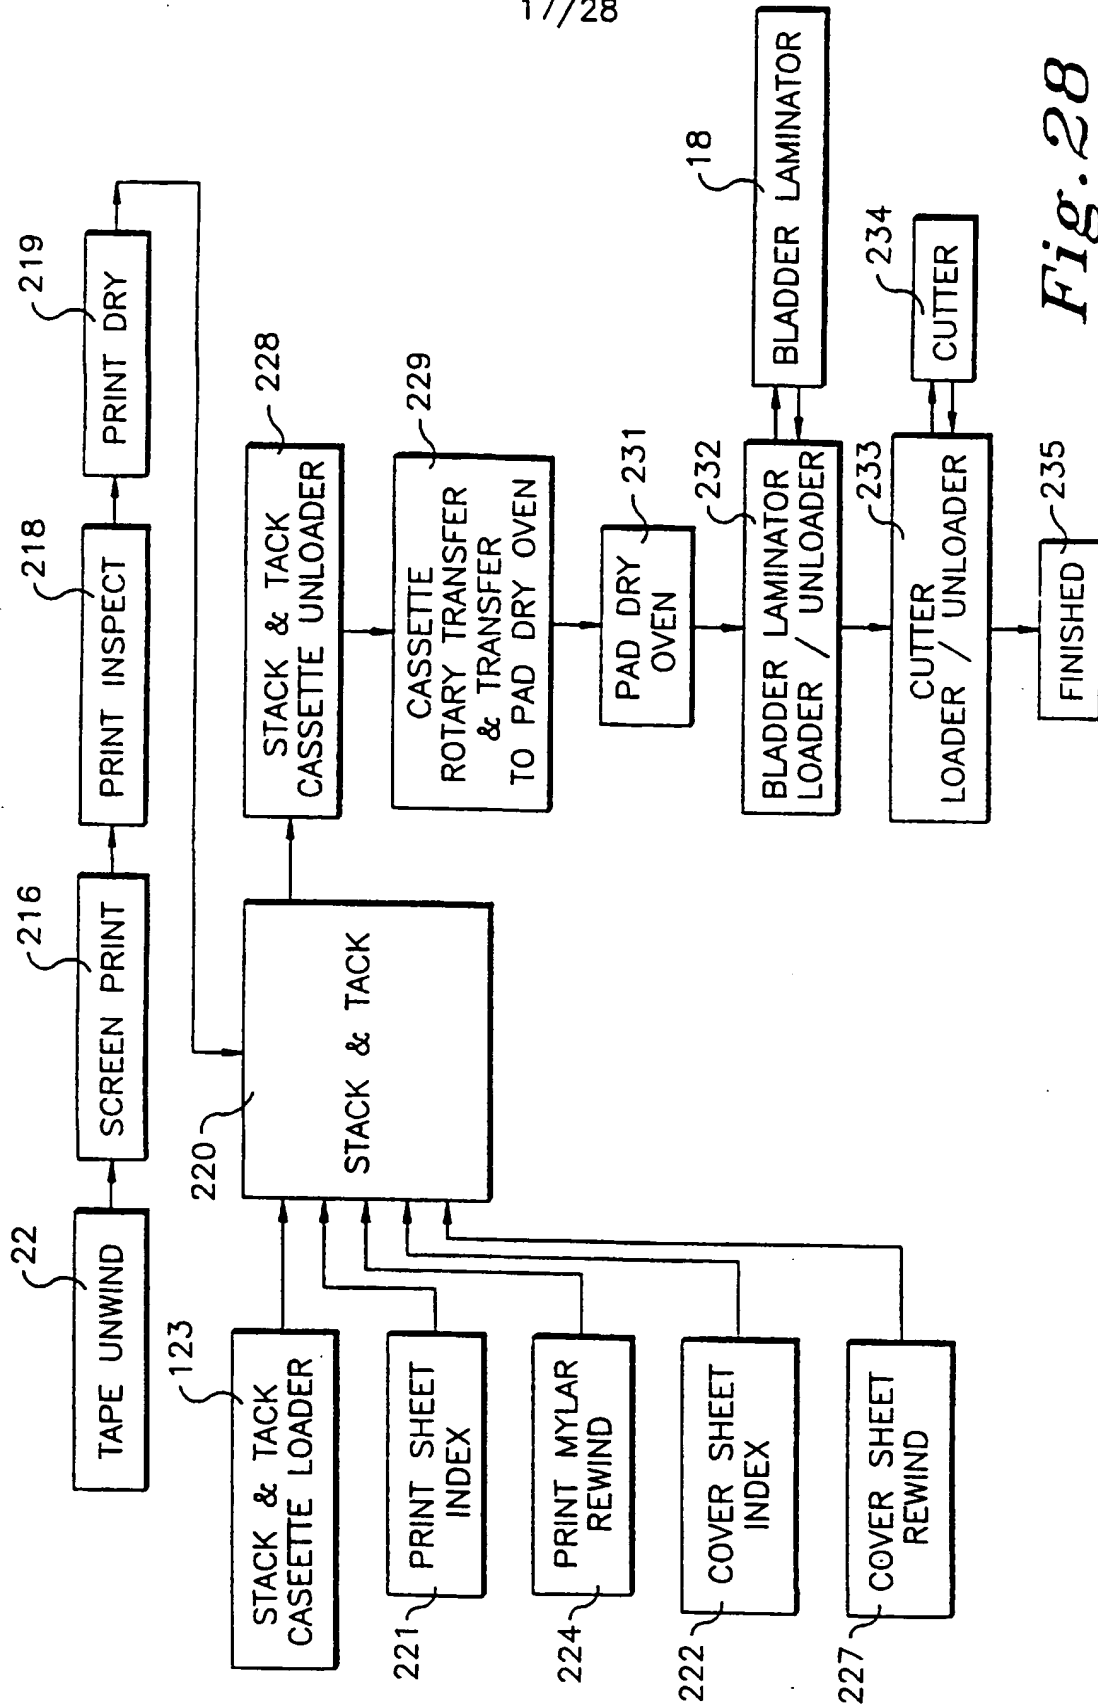 17/28
22
TAPE UNWIND
216
SCREEN PRINT
218
PRINT INSPECT
219
PRINT DRY
123
STACK & TACK
CASETTE LOADER
221
PRINT SHEET
INDEX
224
PRINT MYLAR
REWIND
222
COVER SHEET
INDEX
227
COVER SHEET
REWIND
220
STACK & TACK
228
STACK & TACK
CASSETTE UNLOADER
229
CASSETTE
ROTARY TRANSFER
& TRANSFER
TO PAD DRY OVEN
231
PAD DRY
OVEN
232
BLADDER LAMINATOR
LOADER / UNLOADER
18
BLADDER LAMINATOR
233
CUTTER
LOADER / UNLOADER
234
CUTTER
235
FINISHED
Fig.28